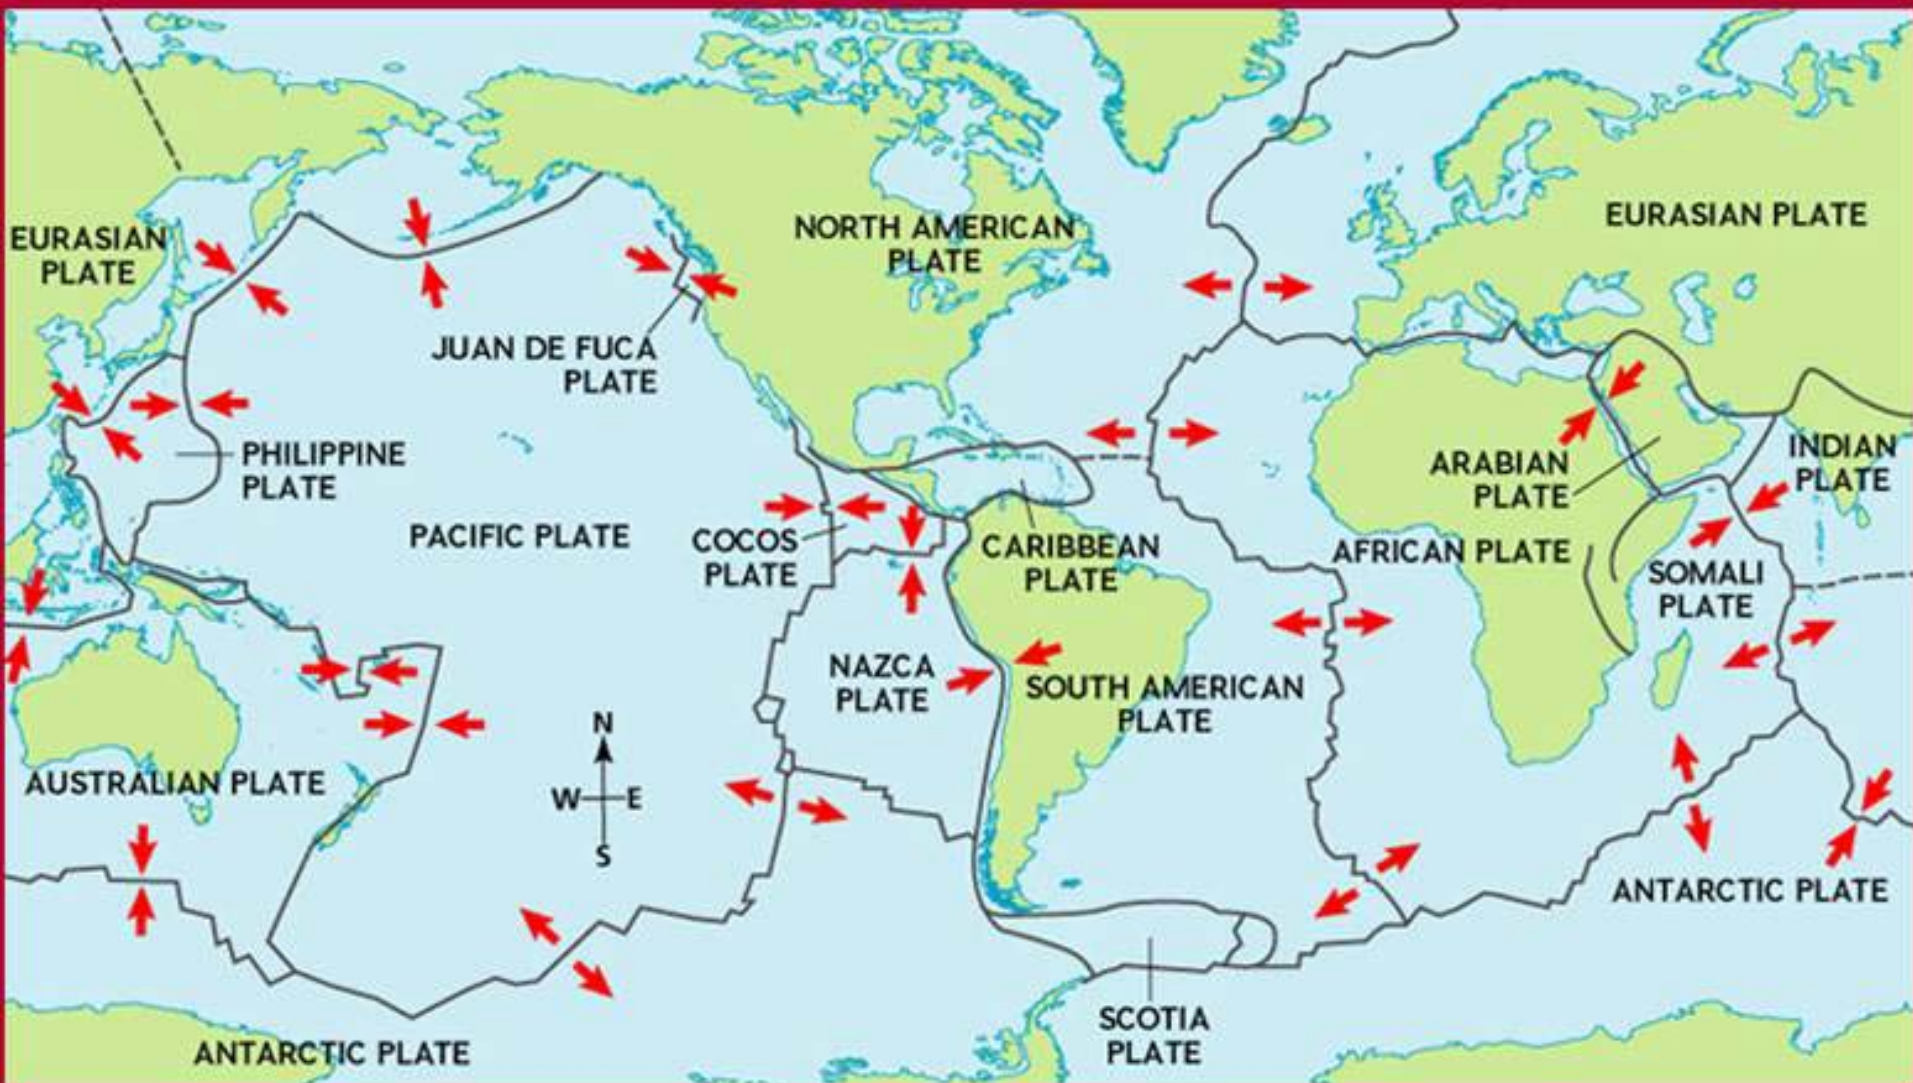 NORTH AMERICAN
PLATE
EURASIAN PLATE
EURASIAN
PLATE
JUAN DE FUCA
PLATE
PHILIPPINE
PLATE
INDIAN
PLATE
ARABIAN
PLATE
PACIFIC PLATE
COCOS
PLATE
CARIBBEAN
PLATE
AFRICAN PLATE
SOMALI
PLATE
NAZCA
PLATE
SOUTH AMERICAN
PLATE
N
W E
S
AUSTRALIAN PLATE
ANTARCTIC PLATE
SCOTIA
PLATE
ANTARCTIC PLATE